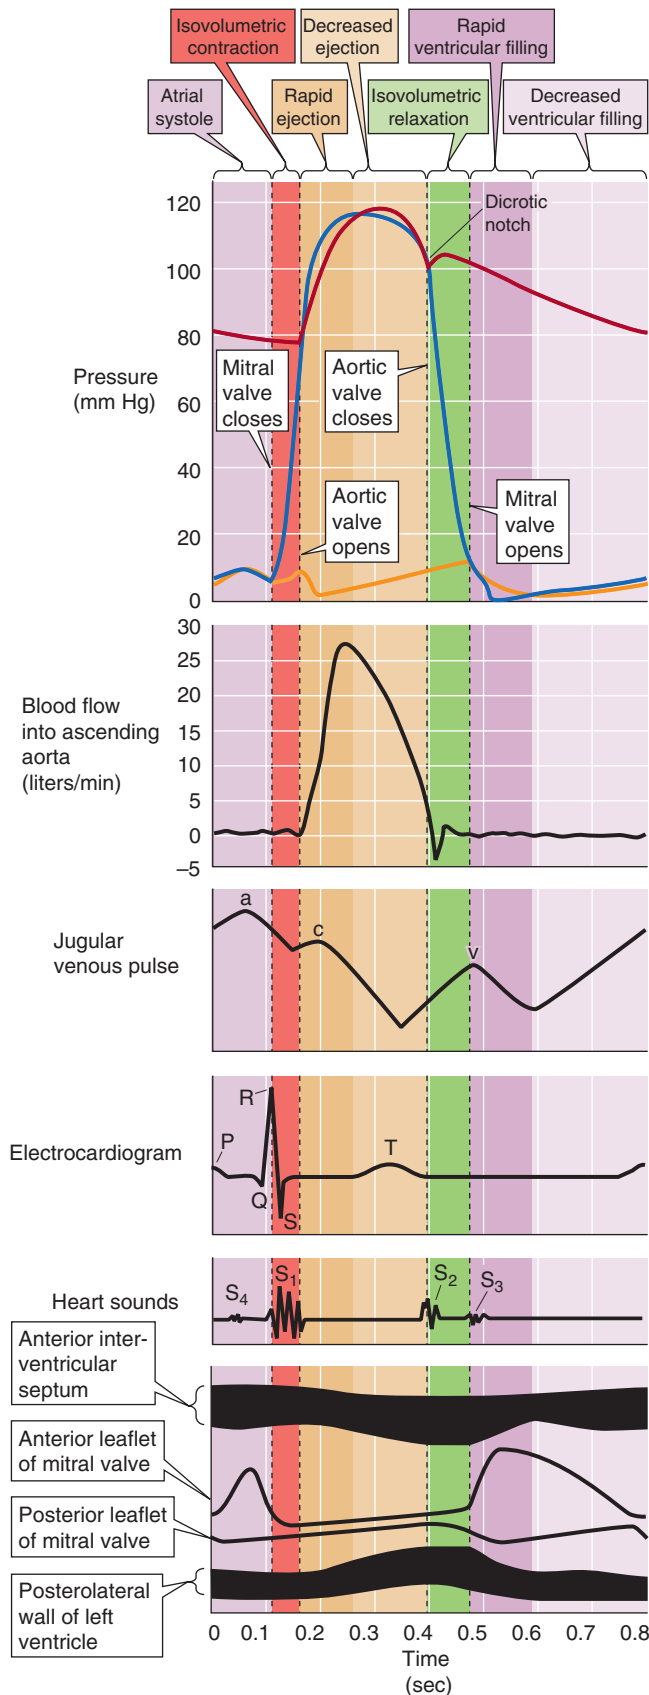 Isovolumetric
contraction
Decreased
ejection
Rapid
ventricular filling
Atrial
systole
Rapid
ejection
Isovolumetric
relaxation
Decreased
ventricular filling
120
100
80
60
40
20
0
Pressure
(mm Hg)
Dicrotic
notch
Mitral
valve
closes
Aortic
valve
closes
Aortic
valve
opens
Mitral
valve
opens
30
25
20
15
10
5
0
–5
Blood flow
into ascending
aorta
(liters/min)
Jugular
venous pulse
a
c
v
Electrocardiogram
P
R
Q
S
T
Heart sounds
S4
S1
S2
S3
Anterior inter-
ventricular
septum
Anterior leaflet
of mitral valve
Posterior leaflet
of mitral valve
Posterolateral
wall of left
ventricle
0 0.1 0.2 0.3 0.4 0.5 0.6 0.7 0.8
Time
(sec)